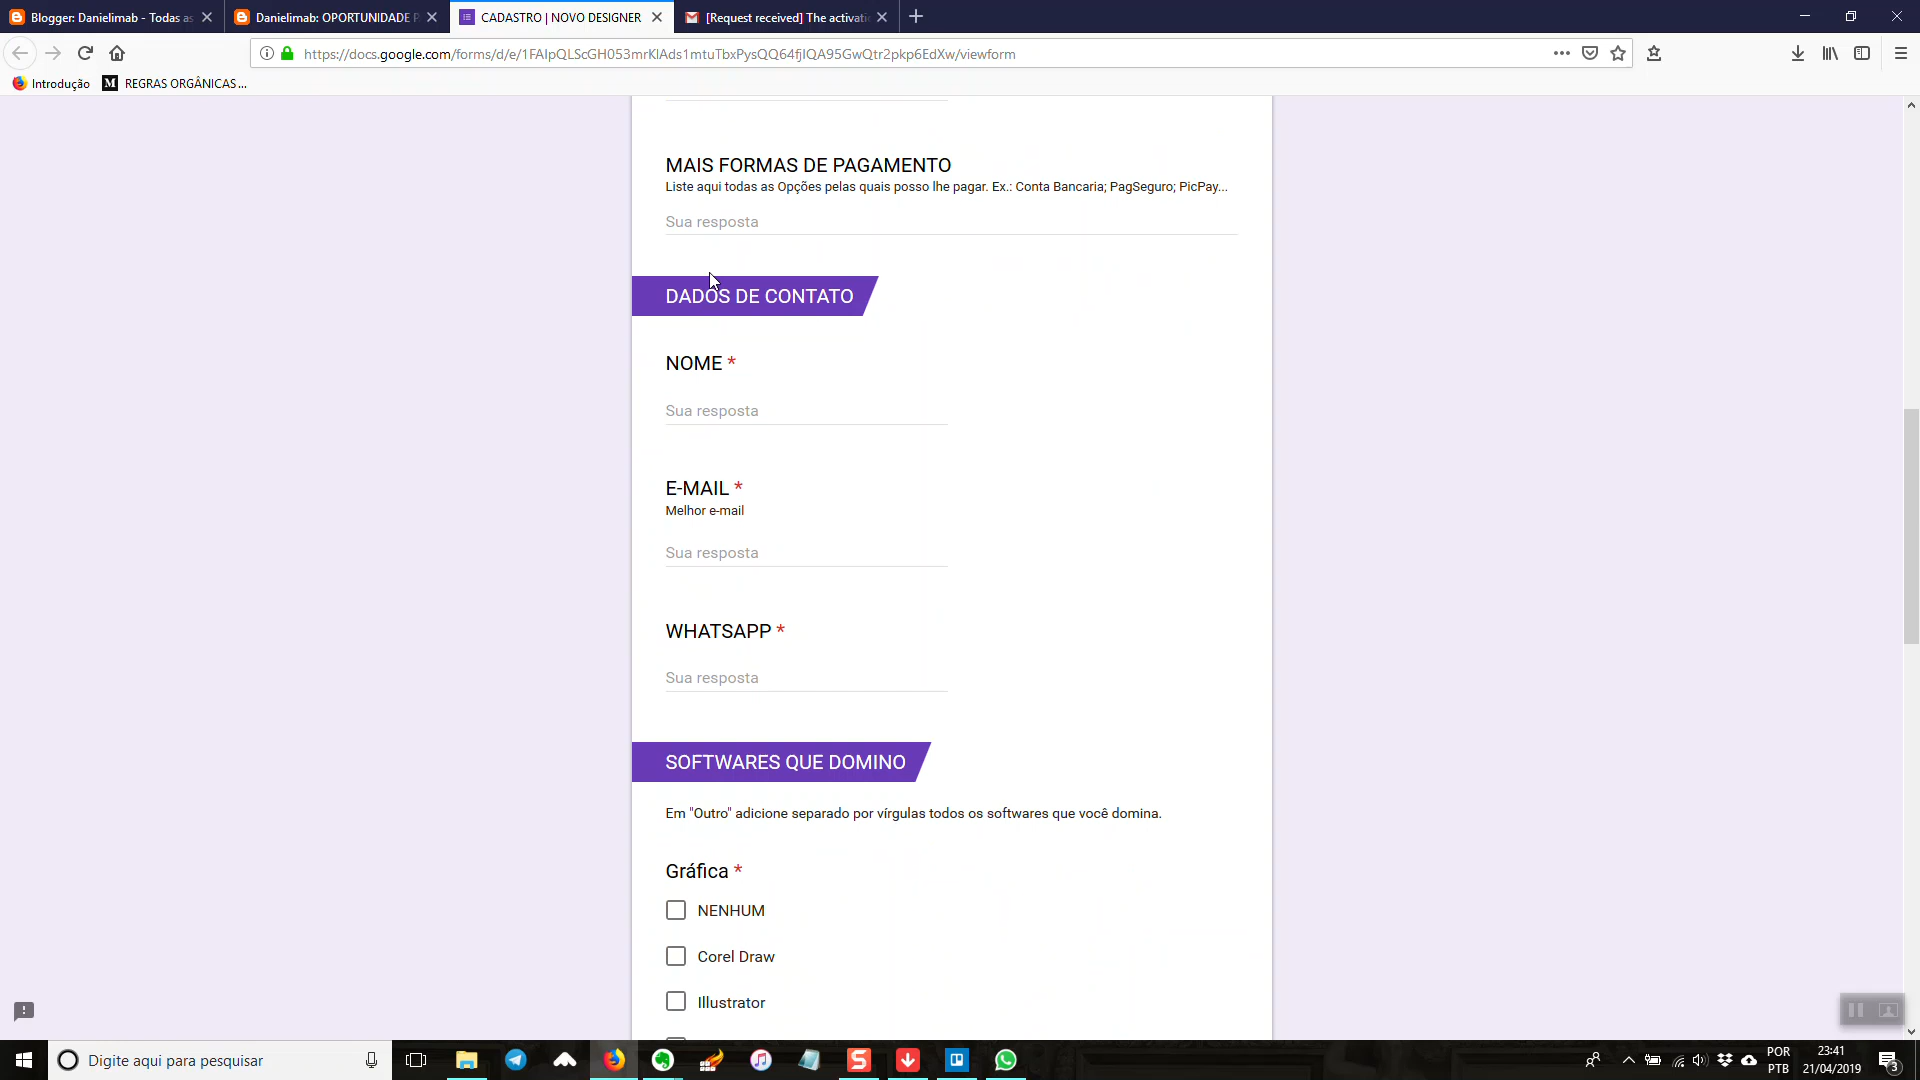 Blogger: Danielimab - Todas as
Danielimab: OPORTUNIDADE P
CADASTRO | NOVO DESIGNER
[Request received] The activati
https://docs.google.com/forms/d/e/1FAIpQLScGH053mrKlAds1mtuTbxPysQQ64fjIQA95GwQtr2pkp6EdXw/viewform
Introdução
M REGRAS ORGÂNICAS ...
MAIS FORMAS DE PAGAMENTO
Liste aqui todas as Opções pelas quais posso lhe pagar. Ex.: Conta Bancaria; PagSeguro; PicPay...
Sua resposta
DADOS DE CONTATO
NOME *
Sua resposta
E-MAIL *
Melhor e-mail
Sua resposta
WHATSAPP *
Sua resposta
SOFTWARES QUE DOMINO
Em "Outro" adicione separado por vírgulas todos os softwares que você domina.
Gráfica *
NENHUM
Corel Draw
Illustrator
Digite aqui para pesquisar
POR
PTB
23:41
21/04/2019
3